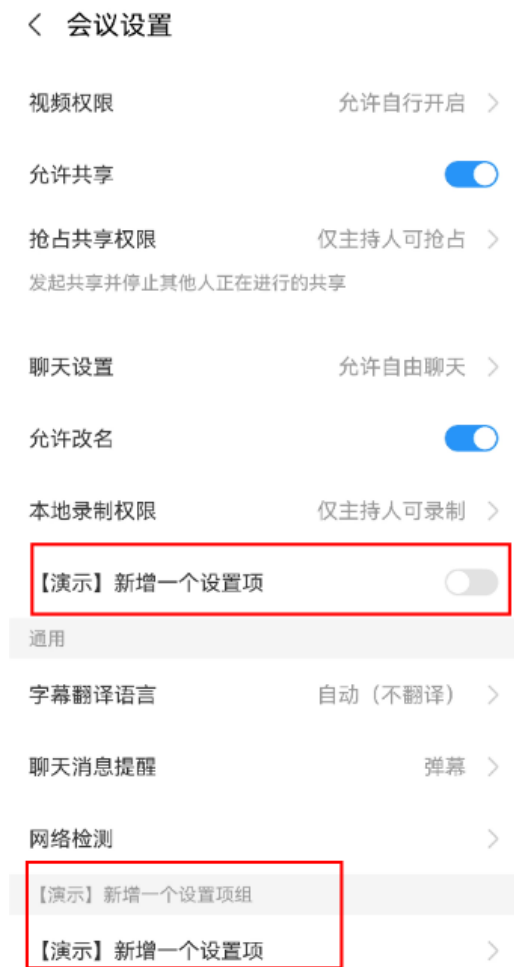 会议设置
视频权限 允许自行开启
允许共享
抢占共享权限 仅主持人可抢占
发起共享并停止其他人正在进行的共享
聊天设置 允许自由聊天
允许改名
本地录制权限 仅主持人可录制
【演示】新增一个设置项
通用
字幕翻译语言 自动（不翻译）
聊天消息提醒 弹幕
网络检测
【演示】新增一个设置项组
【演示】新增一个设置项